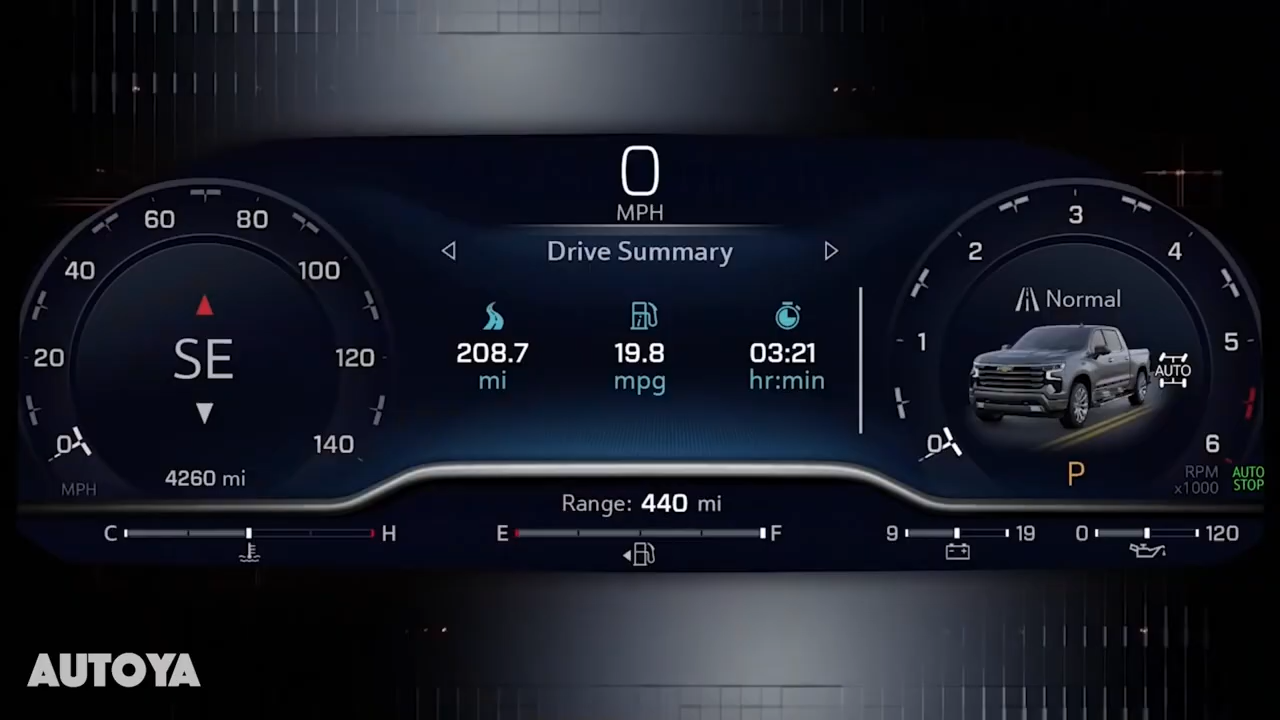 0
MPH
Drive Summary
208.7 19.8 03:21
mi mpg hr:min
0 20 40 60 80 100 120 140
SE
4260 mi
MPH
0 1 2 3 4 5 6
Normal
AUTO
P
RPM
x1000
AUTO
STOP
Range: 440 mi
C H
E F
9 19
0 120
AUTOYA